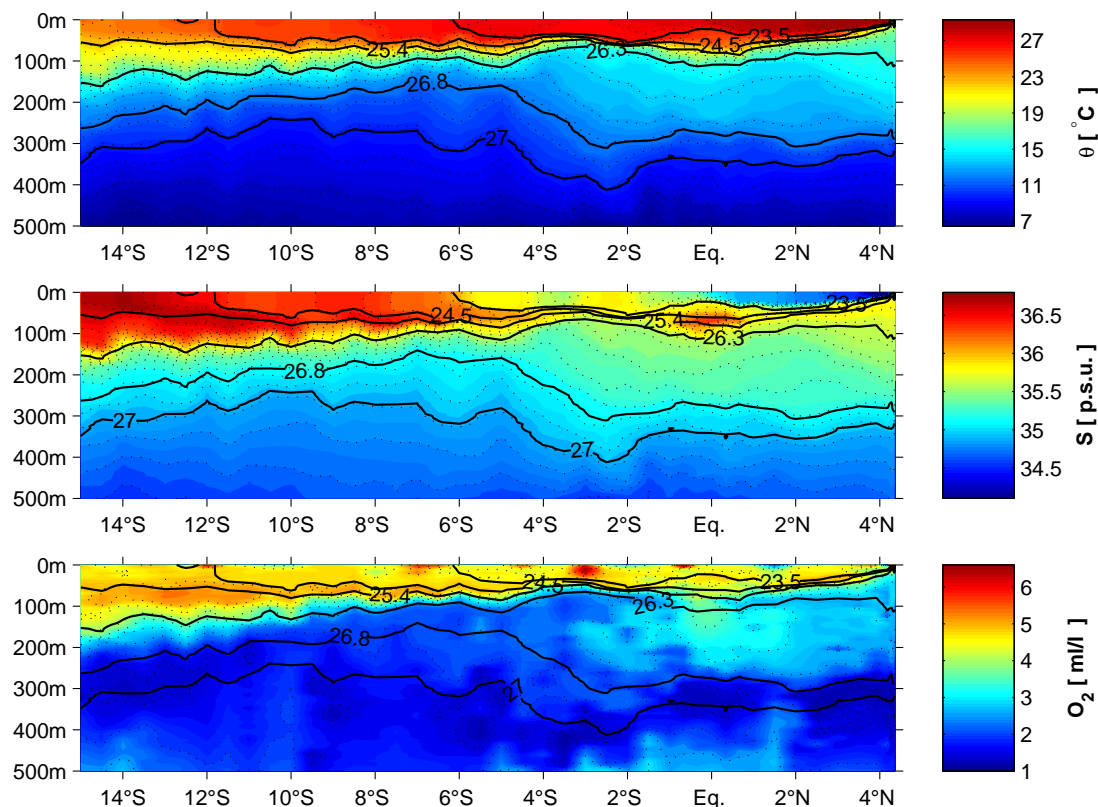 0m
100m
200m
300m
400m
500m
14°S 12°S 10°S 8°S 6°S 4°S 2°S Eq. 2°N 4°N
25.4
26.3
24.5
23.5
26.8
27
27
23
19
15
11
7
θ [ °C ]
0m
100m
200m
300m
400m
500m
14°S 12°S 10°S 8°S 6°S 4°S 2°S Eq. 2°N 4°N
24.5
25.4
23.5
26.3
26.8
27
27
36.5
36
35.5
35
34.5
S [ p.s.u. ]
0m
100m
200m
300m
400m
500m
14°S 12°S 10°S 8°S 6°S 4°S 2°S Eq. 2°N 4°N
24.5
23.5
25.4
26.3
26.8
27
6
5
4
3
2
1
O2 [ ml/l ]